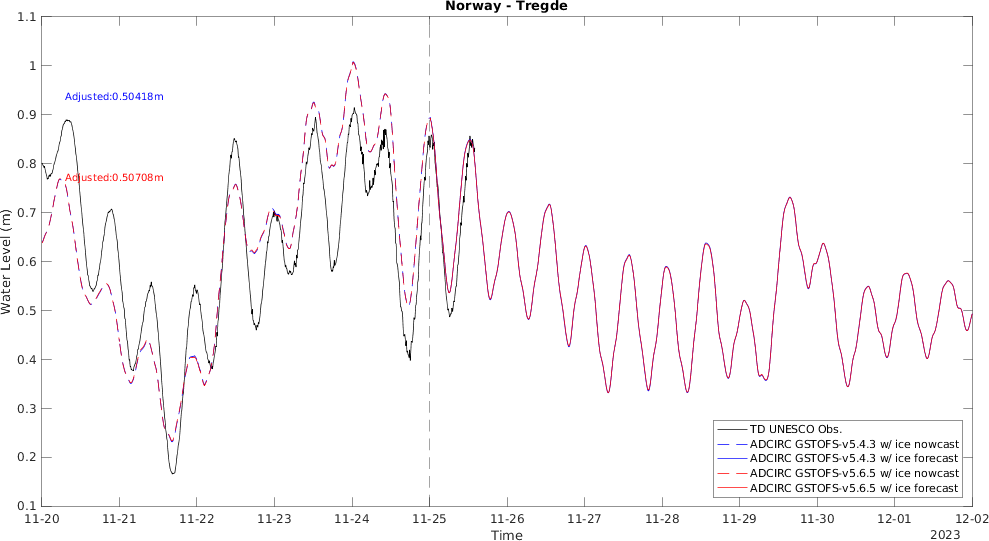 Norway - Tregde
1.1
1
0.9
0.8
0.7
0.6
0.5
0.4
0.3
0.2
0.1
Water Level (m)
Adjusted:0.50418m
Adjusted:0.50708m
TD UNESCO Obs.
ADCIRC GSTOFS-v5.4.3 w/ ice nowcast
ADCIRC GSTOFS-v5.4.3 w/ ice forecast
ADCIRC GSTOFS-v5.6.5 w/ ice nowcast
ADCIRC GSTOFS-v5.6.5 w/ ice forecast
11-20 11-21 11-22 11-23 11-24 11-25 11-26 11-27 11-28 11-29 11-30 12-01 12-02
Time
2023